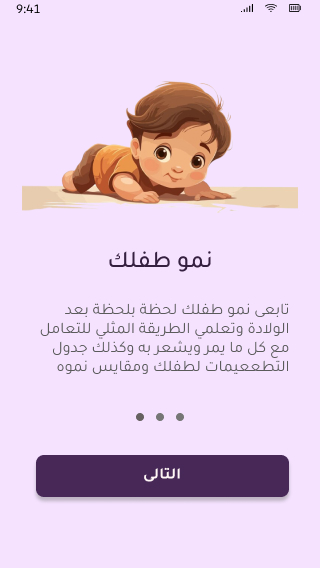 9:41
نمو طفلك
تابعى نمو طفلك لحظة بلحظة بعد
الولادة وتعلمي الطريقة المثلي للتعامل
مع كل ما يمر ويشعر به وكذلك جدول
التطععيمات لطفلك ومقايس نموه
التالى